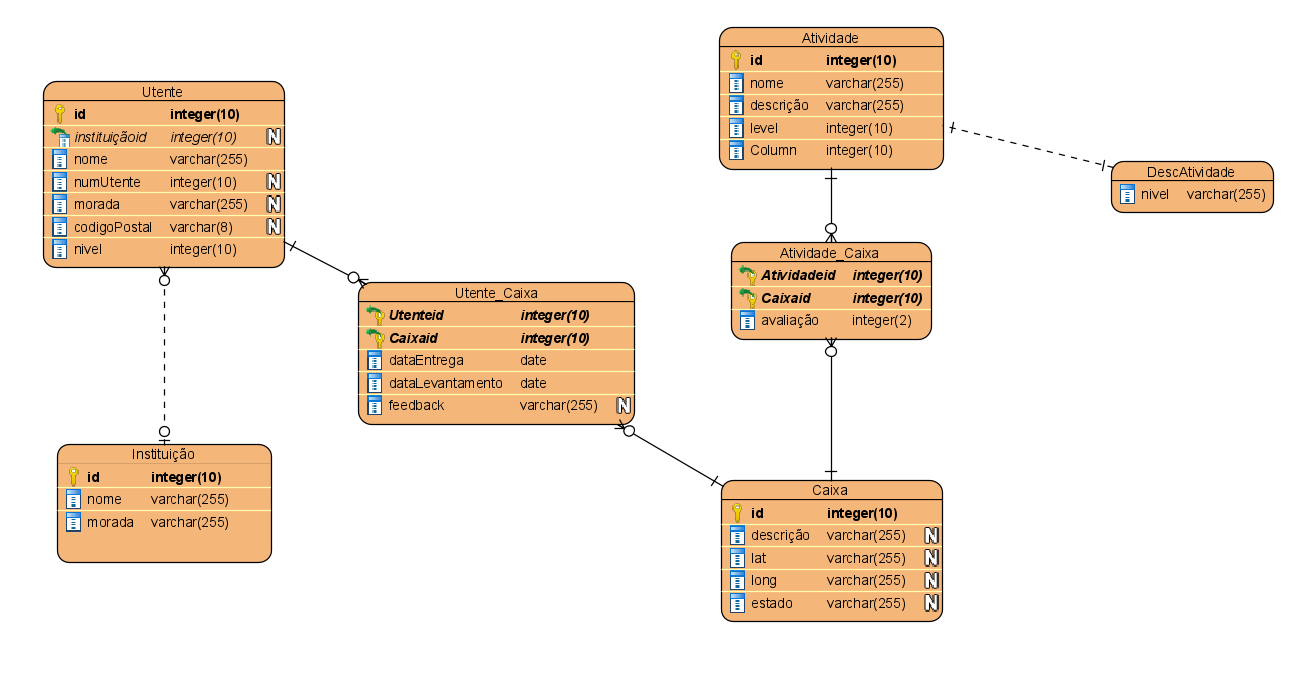 Utente
id integer(10)
instituiçãoid integer(10) N
nome varchar(255)
numUtente integer(10) N
morada varchar(255) N
codigoPostal varchar(8) N
nivel integer(10)
Instituição
id integer(10)
nome varchar(255)
morada varchar(255)
Utente_Caixa
Utenteid integer(10)
Caixaid integer(10)
dataEntrega date
dataLevantamento date
feedback varchar(255) N
Atividade
id integer(10)
nome varchar(255)
descrição varchar(255)
level integer(10)
Column integer(10)
DescAtividade
nivel varchar(255)
Atividade_Caixa
Atividadeid integer(10)
Caixaid integer(10)
avaliação integer(2)
Caixa
id integer(10)
descrição varchar(255) N
lat varchar(255) N
long varchar(255) N
estado varchar(255) N